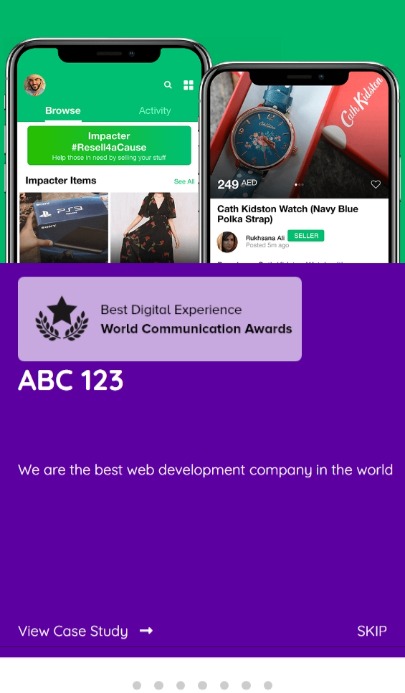 Browse
Activity
Impacter
#Resell4aCause
Help those in need by selling your stuff
Impacter Items
See All
SONY
PS3
Cath Kidston
249 AED
Cath Kidston Watch (Navy Blue
Polka Strap)
Rukhsana Ali
SELLER
Posted 5m ago
Best Digital Experience
World Communication Awards
ABC 123
We are the best web development company in the world
View Case Study →
SKIP